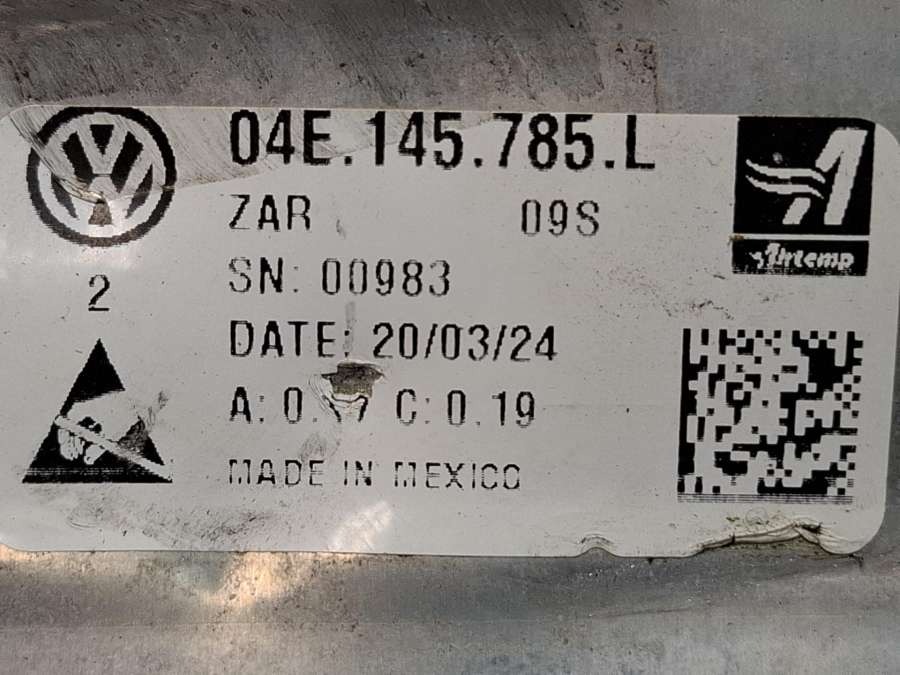 04E.145.785.L
ZAR 09S
SN: 00983
2
DATE: 20/03/24
A: C:0.19
MADE IN MEXICO
Airtemp